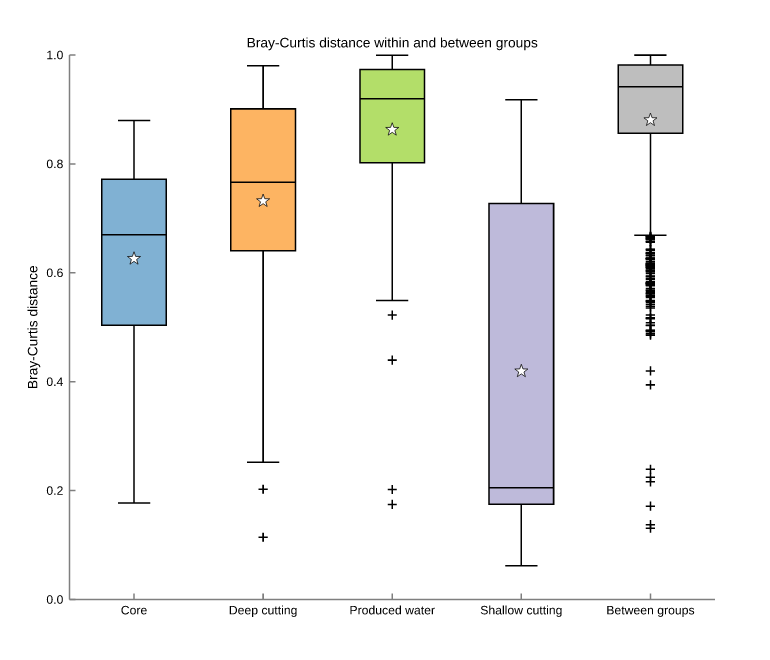 Bray-Curtis distance within and between groups
Bray-Curtis distance
1.0
0.8
0.6
0.4
0.2
0.0
Core
Deep cutting
Produced water
Shallow cutting
Between groups